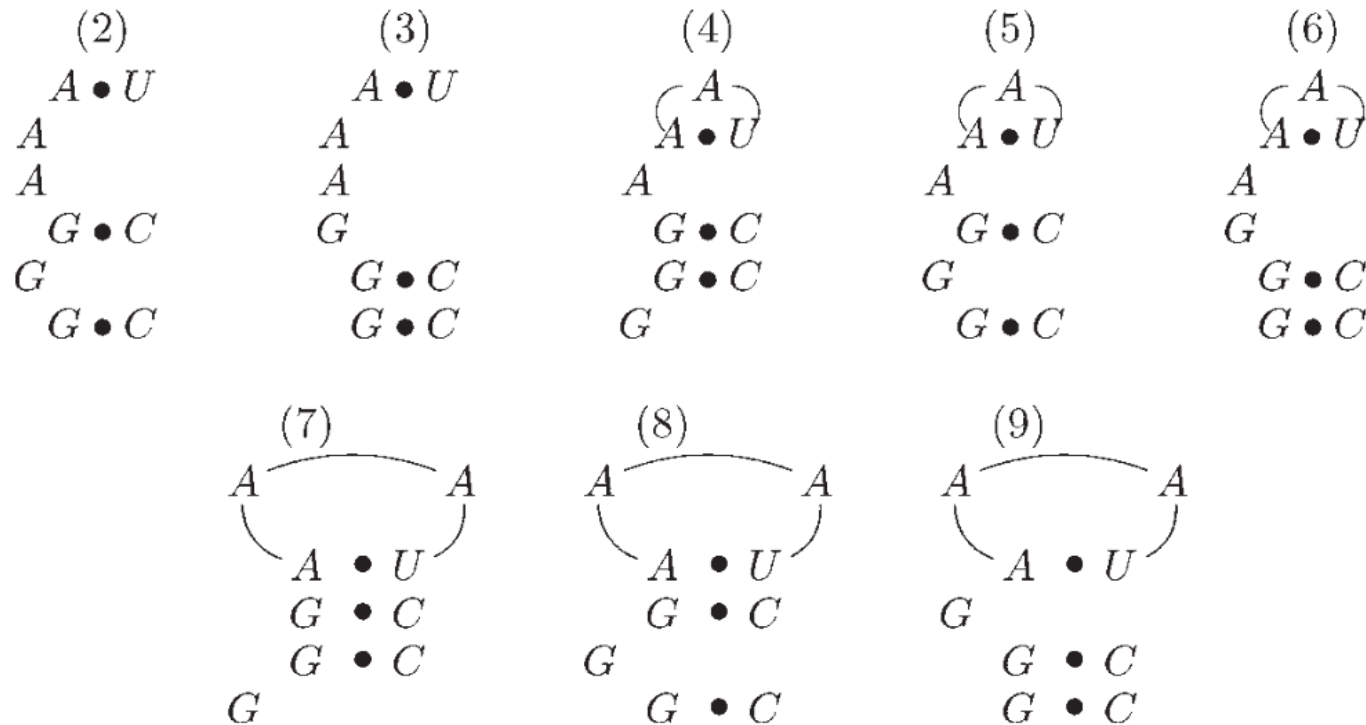 (2) (3) (4) (5) (6)
A • U A • U A A A
A A A • U A • U A • U
A A A A A
G • C G G • C G • C G
G G • C G • C G G • C
G • C G • C G G • C G • C
(7) (8) (9)
A A A A A A
A • U A • U A • U
G • C G • C G
G • C G G • C
G G • C G • C